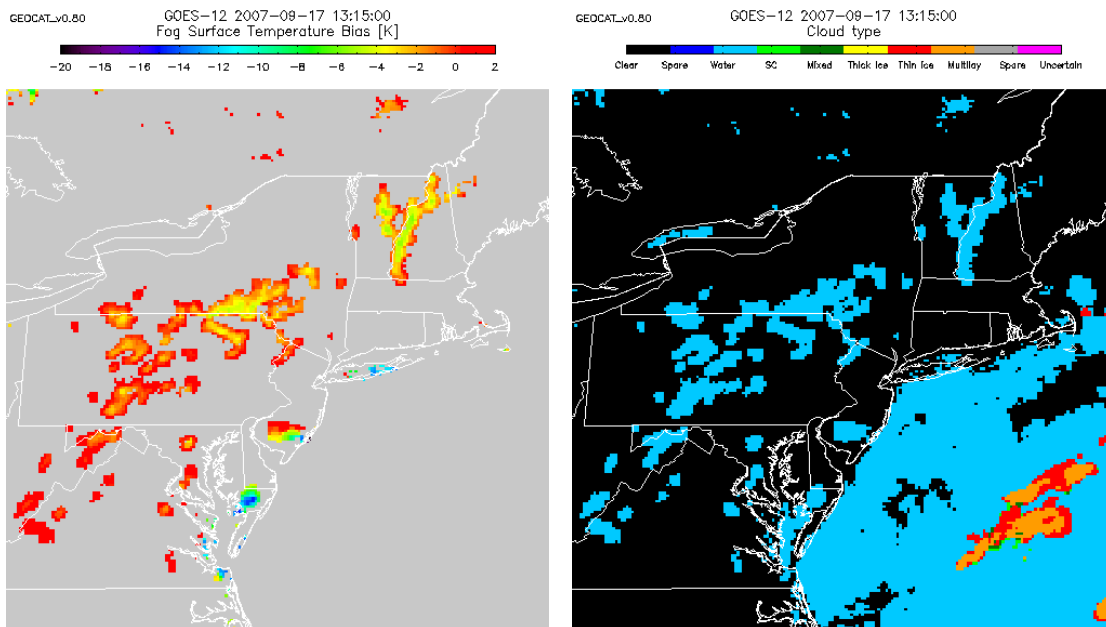 GEOCAT_v0.80
GOES-12 2007-09-17 13:15:00
Fog Surface Temperature Bias [K]
-20 -18 -16 -14 -12 -10 -8 -6 -4 -2 0 2
GEOCAT_v0.80
GOES-12 2007-09-17 13:15:00
Cloud type
Clear Spare Water SC Mixed Thick Ice Thin Ice Multilay Spare Uncertain